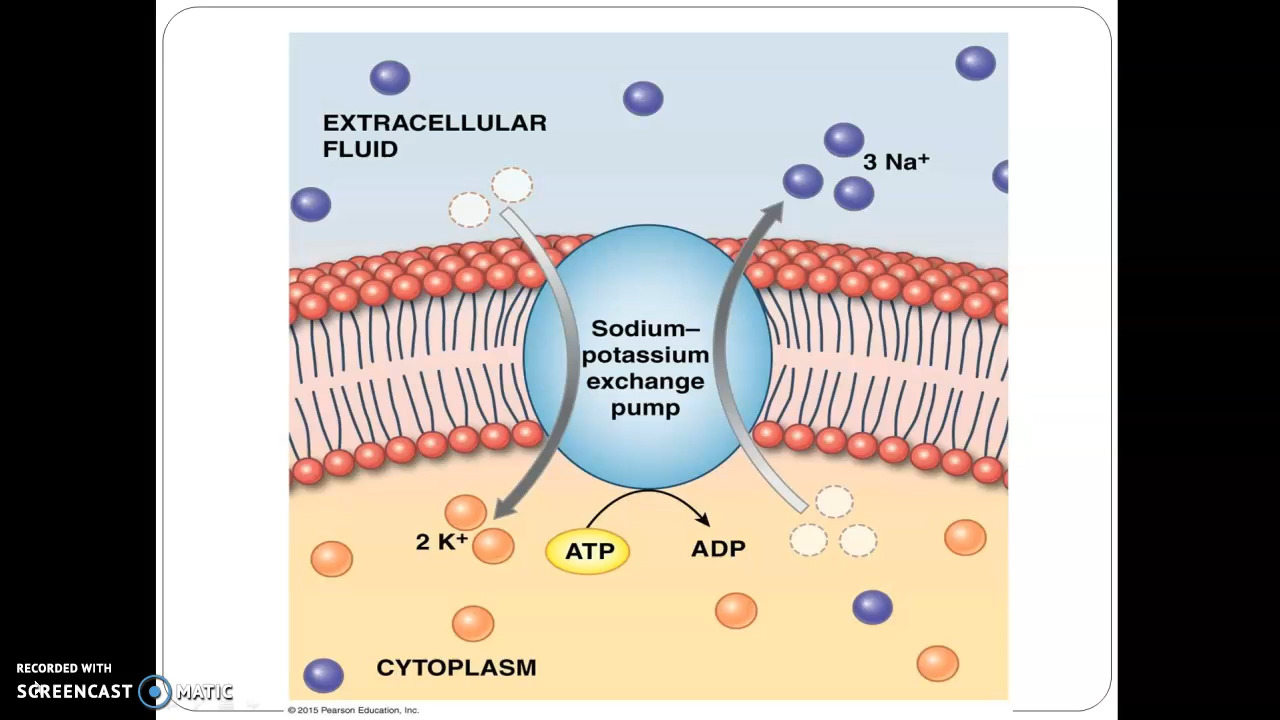 EXTRACELLULAR
FLUID
3 Na⁺
Sodium–
potassium
exchange
pump
2 K⁺
ATP
ADP
CYTOPLASM
RECORDED WITH
SCREENCAST MATIC
© 2015 Pearson Education, Inc.